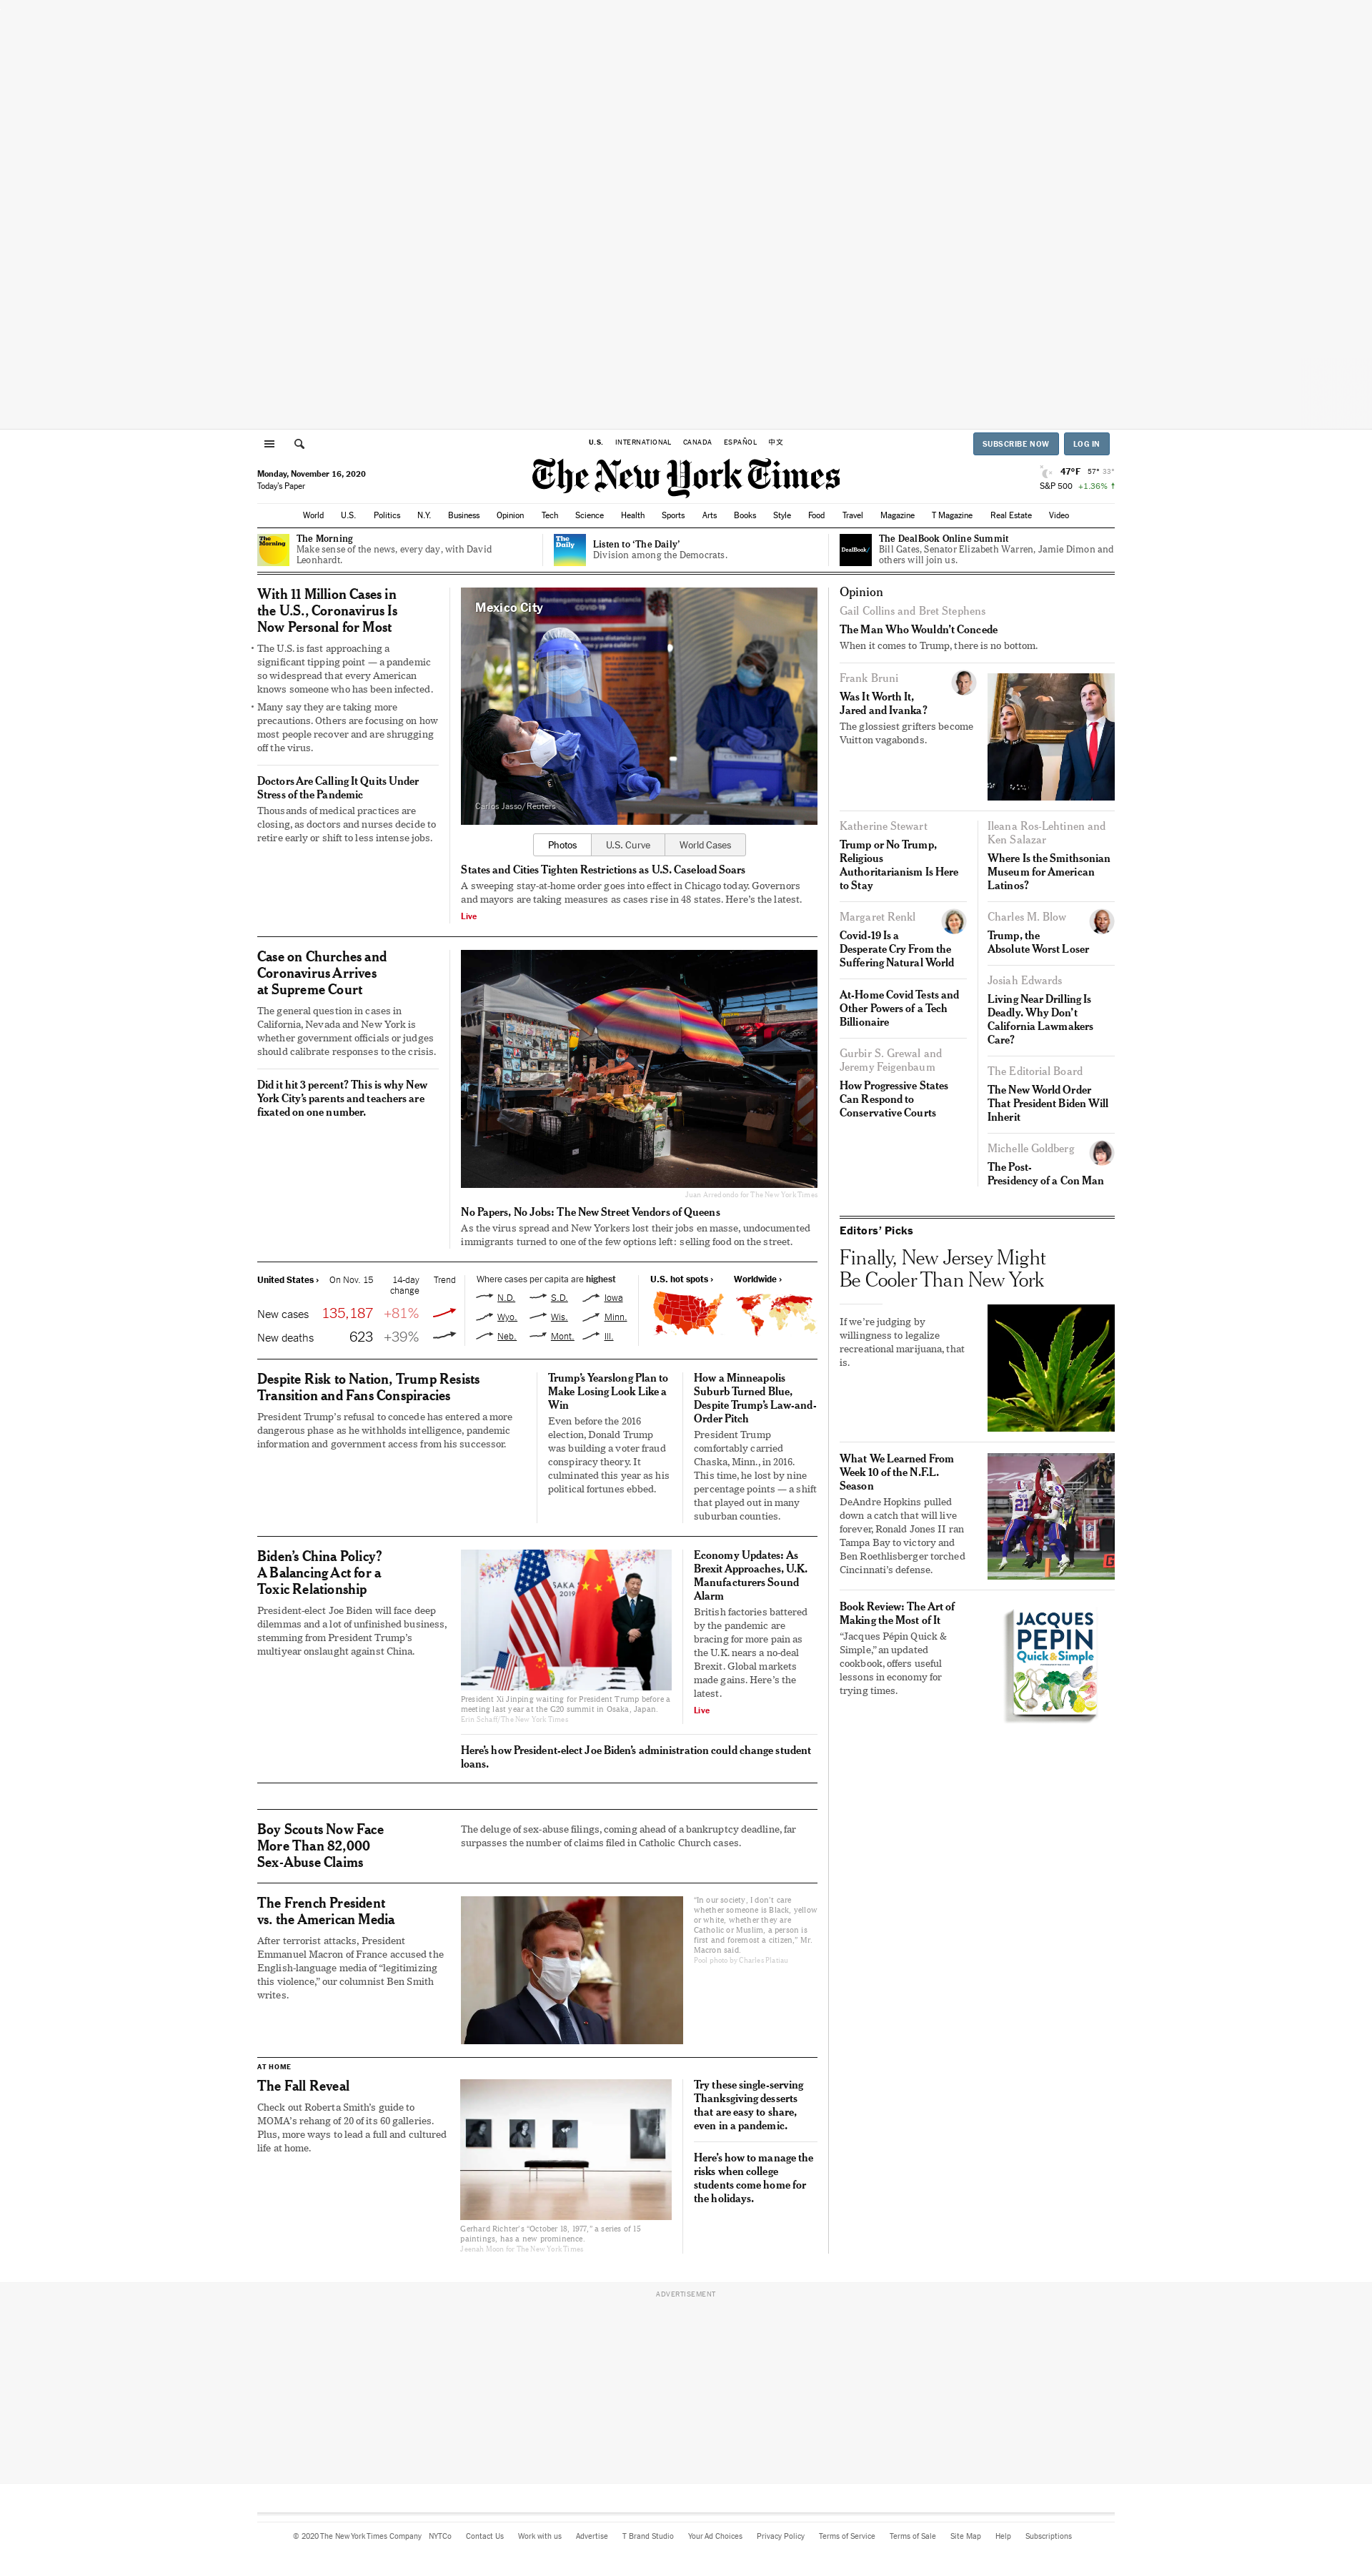 U.S. INTERNATIONAL CANADA ESPAÑOL 中文
SUBSCRIBE NOW LOG IN
Monday, November 16, 2020
Today's Paper
The New York Times
47°F 57° 33°
S&P 500 +1.36%
World U.S. Politics N.Y. Business Opinion Tech Science Health Sports Arts Books Style Food Travel Magazine T Magazine Real Estate Video
The Morning
The Morning
Make sense of the news, every day, with David
Leonhardt.
The Daily
Listen to ‘The Daily’
Division among the Democrats.
DealBook/
The DealBook Online Summit
Bill Gates, Senator Elizabeth Warren, Jamie Dimon and
others will join us.
With 11 Million Cases in
the U.S., Coronavirus Is
Now Personal for Most
• The U.S. is fast approaching a
significant tipping point — a pandemic
so widespread that every American
knows someone who has been infected.
• Many say they are taking more
precautions. Others are focusing on how
most people recover and are shrugging
off the virus.
Doctors Are Calling It Quits Under
Stress of the Pandemic
Thousands of medical practices are
closing, as doctors and nurses decide to
retire early or shift to less intense jobs.
Mexico City
Carlos Jasso/Reuters
Photos U.S. Curve World Cases
States and Cities Tighten Restrictions as U.S. Caseload Soars
A sweeping stay-at-home order goes into effect in Chicago today. Governors
and mayors are taking measures as cases rise in 48 states. Here’s the latest.
Live
Case on Churches and
Coronavirus Arrives
at Supreme Court
The general question in cases in
California, Nevada and New York is
whether government officials or judges
should calibrate responses to the crisis.
Did it hit 3 percent? This is why New
York City’s parents and teachers are
fixated on one number.
Juan Arredondo for The New York Times
No Papers, No Jobs: The New Street Vendors of Queens
As the virus spread and New Yorkers lost their jobs en masse, undocumented
immigrants turned to one of the few options left: selling food on the street.
United States › On Nov. 15 14-day change Trend
New cases 135,187 +81%
New deaths 623 +39%
Where cases per capita are highest
N.D. S.D. Iowa
Wyo. Wis. Minn.
Neb. Mont. Ill.
U.S. hot spots › Worldwide ›
Despite Risk to Nation, Trump Resists
Transition and Fans Conspiracies
President Trump’s refusal to concede has entered a more
dangerous phase as he withholds intelligence, pandemic
information and government access from his successor.
Trump’s Yearslong Plan to
Make Losing Look Like a
Win
Even before the 2016
election, Donald Trump
was building a voter fraud
conspiracy theory. It
culminated this year as his
political fortunes ebbed.
How a Minneapolis
Suburb Turned Blue,
Despite Trump’s Law-and-
Order Pitch
President Trump
comfortably carried
Chaska, Minn., in 2016.
This time, he lost by nine
percentage points — a shift
that played out in many
suburban counties.
Biden’s China Policy?
A Balancing Act for a
Toxic Relationship
President-elect Joe Biden will face deep
dilemmas and a lot of unfinished business,
stemming from President Trump’s
multiyear onslaught against China.
President Xi Jinping waiting for President Trump before a
meeting last year at the G20 summit in Osaka, Japan.
Erin Schaff/The New York Times
Economy Updates: As
Brexit Approaches, U.K.
Manufacturers Sound
Alarm
British factories battered
by the pandemic are
bracing for more pain as
the U.K. nears a no-deal
Brexit. Global markets
made gains. Here’s the
latest.
Live
Here’s how President-elect Joe Biden’s administration could change student
loans.
Boy Scouts Now Face
More Than 82,000
Sex-Abuse Claims
The deluge of sex-abuse filings, coming ahead of a bankruptcy deadline, far
surpasses the number of claims filed in Catholic Church cases.
The French President
vs. the American Media
After terrorist attacks, President
Emmanuel Macron of France accused the
English-language media of “legitimizing
this violence,” our columnist Ben Smith
writes.
“In our society, I don’t care
whether someone is Black, yellow
or white, whether they are
Catholic or Muslim, a person is
first and foremost a citizen,” Mr.
Macron said.
Pool photo by Charles Platiau
AT HOME
The Fall Reveal
Check out Roberta Smith’s guide to
MOMA’s rehang of 20 of its 60 galleries.
Plus, more ways to lead a full and cultured
life at home.
Gerhard Richter’s “October 18, 1977,” a series of 15
paintings, has a new prominence.
Jeenah Moon for The New York Times
Try these single-serving
Thanksgiving desserts
that are easy to share,
even in a pandemic.
Here’s how to manage the
risks when college
students come home for
the holidays.
Opinion
Gail Collins and Bret Stephens
The Man Who Wouldn’t Concede
When it comes to Trump, there is no bottom.
Frank Bruni
Was It Worth It,
Jared and Ivanka?
The glossiest grifters become
Vuitton vagabonds.
Katherine Stewart
Trump or No Trump,
Religious
Authoritarianism Is Here
to Stay
Margaret Renkl
Covid-19 Is a
Desperate Cry From the
Suffering Natural World
At-Home Covid Tests and
Other Powers of a Tech
Billionaire
Gurbir S. Grewal and
Jeremy Feigenbaum
How Progressive States
Can Respond to
Conservative Courts
Ileana Ros-Lehtinen and
Ken Salazar
Where Is the Smithsonian
Museum for American
Latinos?
Charles M. Blow
Trump, the
Absolute Worst Loser
Josiah Edwards
Living Near Drilling Is
Deadly. Why Don’t
California Lawmakers
Care?
The Editorial Board
The New World Order
That President Biden Will
Inherit
Michelle Goldberg
The Post-
Presidency of a Con Man
Editors’ Picks
Finally, New Jersey Might
Be Cooler Than New York
If we’re judging by
willingness to legalize
recreational marijuana, that
is.
What We Learned From
Week 10 of the N.F.L.
Season
DeAndre Hopkins pulled
down a catch that will live
forever, Ronald Jones II ran
Tampa Bay to victory and
Ben Roethlisberger torched
Cincinnati’s defense.
21
Book Review: The Art of
Making the Most of It
“Jacques Pépin Quick &
Simple,” an updated
cookbook, offers useful
lessons in economy for
trying times.
JACQUES
PÉPIN
Quick & Simple
ADVERTISEMENT
© 2020 The New York Times Company NYTCo Contact Us Work with us Advertise T Brand Studio Your Ad Choices Privacy Policy Terms of Service Terms of Sale Site Map Help Subscriptions